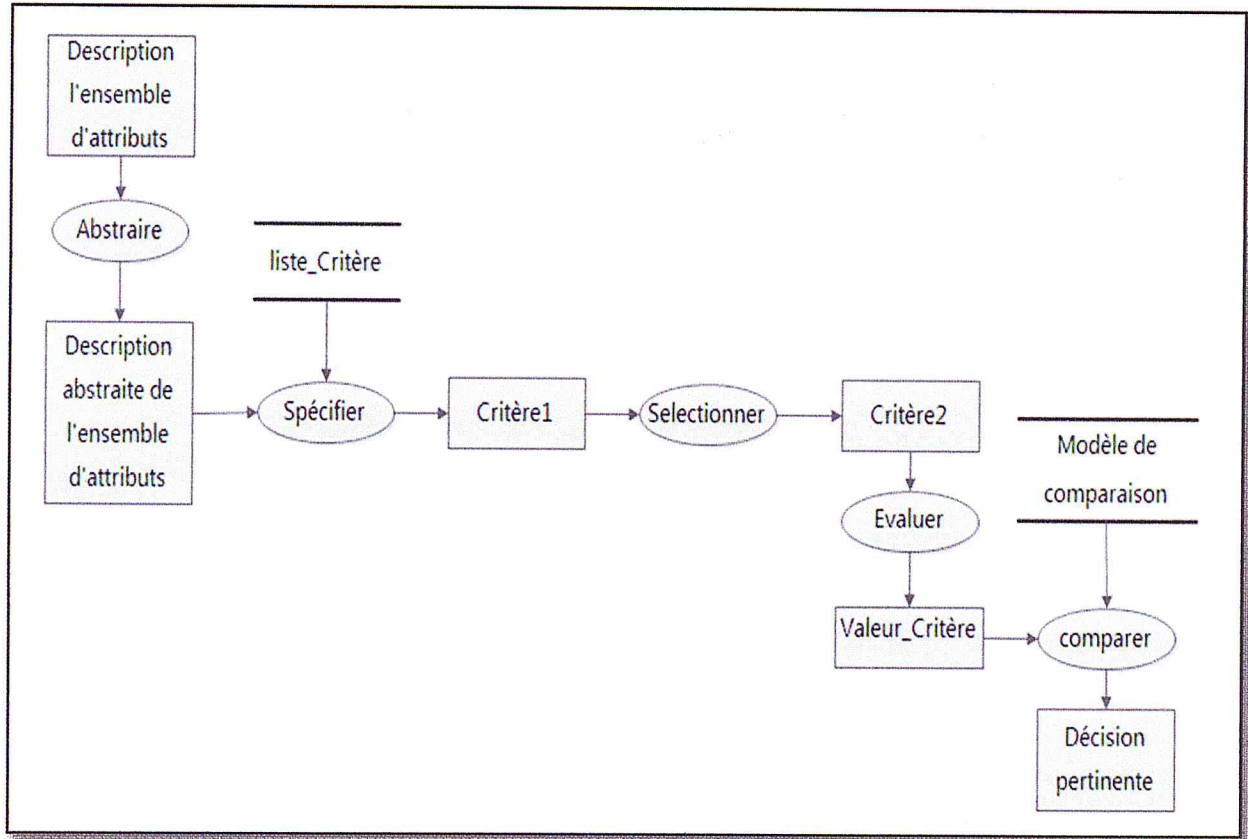 Description
l'ensemble
d'attributs
Abstraire
liste_Critère
Description
abstraite de
l'ensemble
d'attributs
Spécifier
Critère1
Selectionner
Critère2
Modèle de
comparaison
Evaluer
Valeur_Critère
comparer
Décision
pertinente